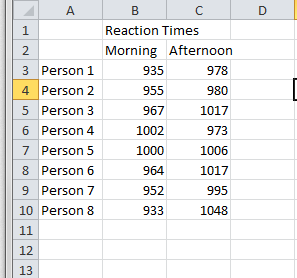 A B C D
1 Reaction Times
2 Morning Afternoon
3 Person 1 935 978
4 Person 2 955 980
5 Person 3 967 1017
6 Person 4 1002 973
7 Person 5 1000 1006
8 Person 6 964 1017
9 Person 7 952 995
10 Person 8 933 1048
11
12
13